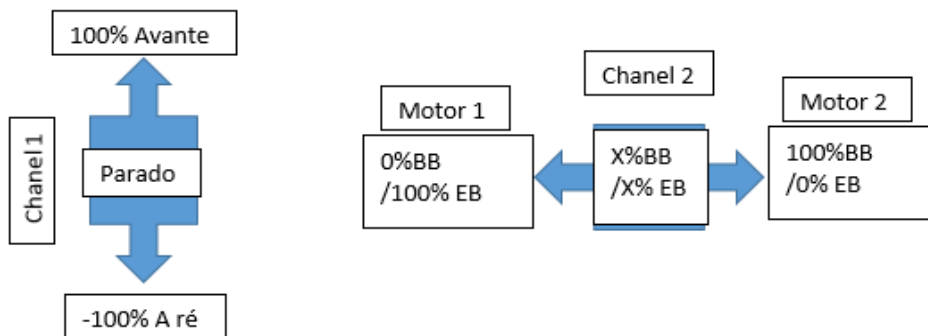 100% Avante
Chanel 1
Parado
-100% A ré
Chanel 2
Motor 1
0%BB
/100% EB
X%BB
/X% EB
Motor 2
100%BB
/0% EB